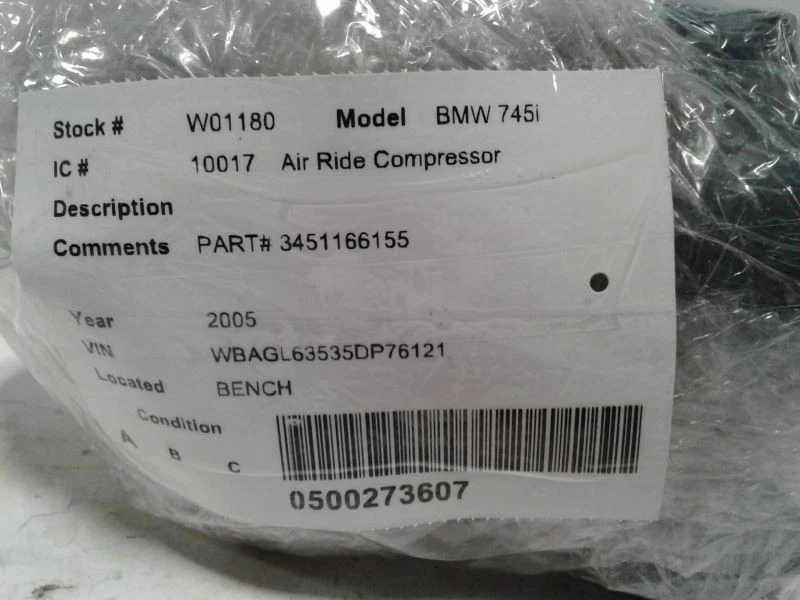 Stock # W01180 Model BMW 745i
IC # 10017 Air Ride Compressor
Description
Comments PART# 3451166155
Year 2005
VIN WBAGL63535DP76121
Located BENCH
Condition
A B C
0500273607